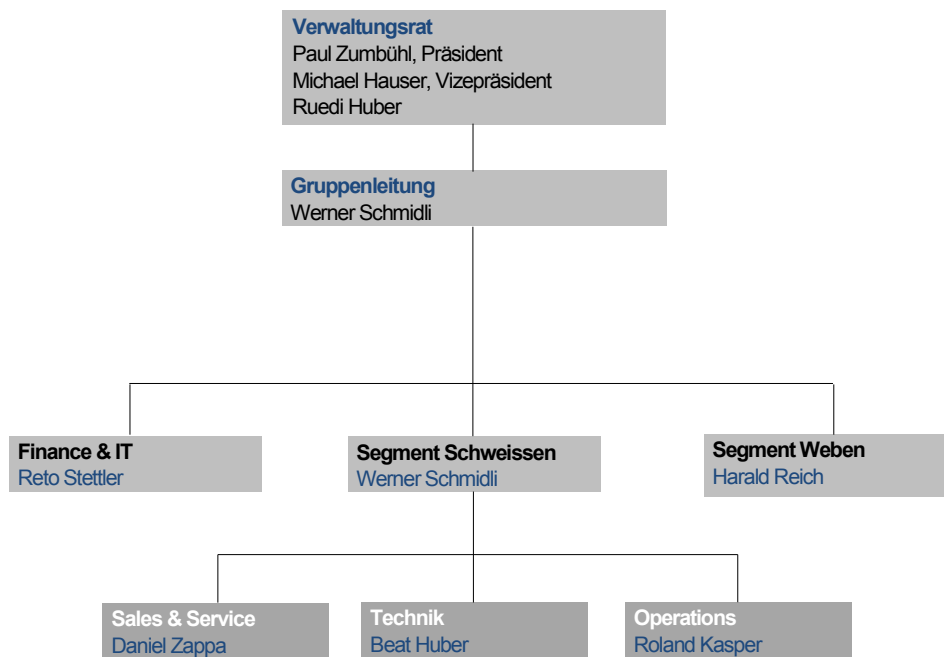 Verwaltungsrat
Paul Zumbühl, Präsident
Michael Hauser, Vizepräsident
Ruedi Huber
Gruppenleitung
Werner Schmidli
Finance & IT
Reto Stettler
Segment Schweissen
Werner Schmidli
Segment Weben
Harald Reich
Sales & Service
Daniel Zappa
Technik
Beat Huber
Operations
Roland Kasper